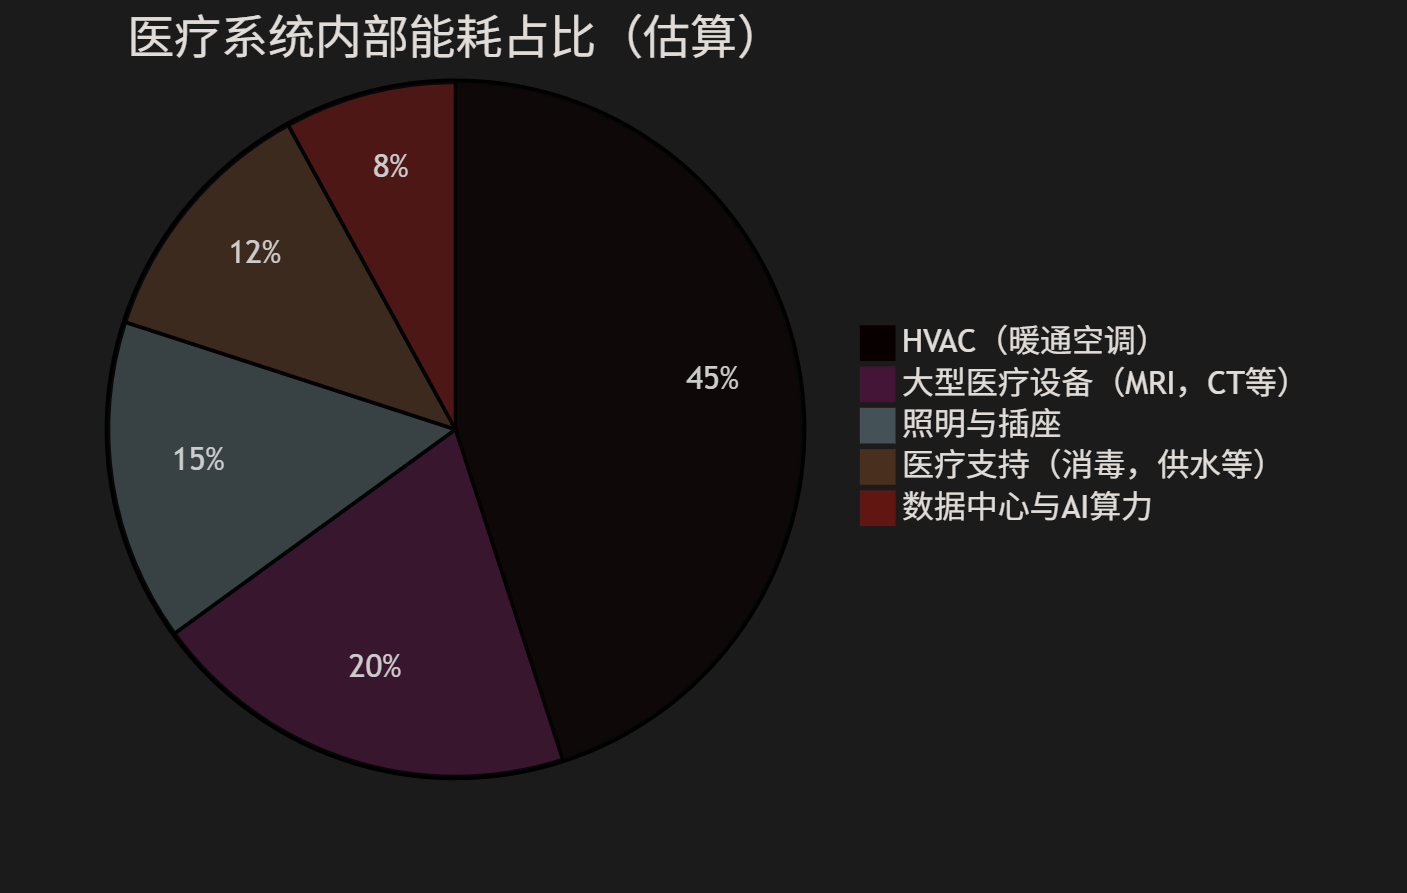 医疗系统内部能耗占比（估算）
8%
12%
45%
15%
20%
HVAC（暖通空调）
大型医疗设备（MRI，CT等）
照明与插座
医疗支持（消毒，供水等）
数据中心与AI算力